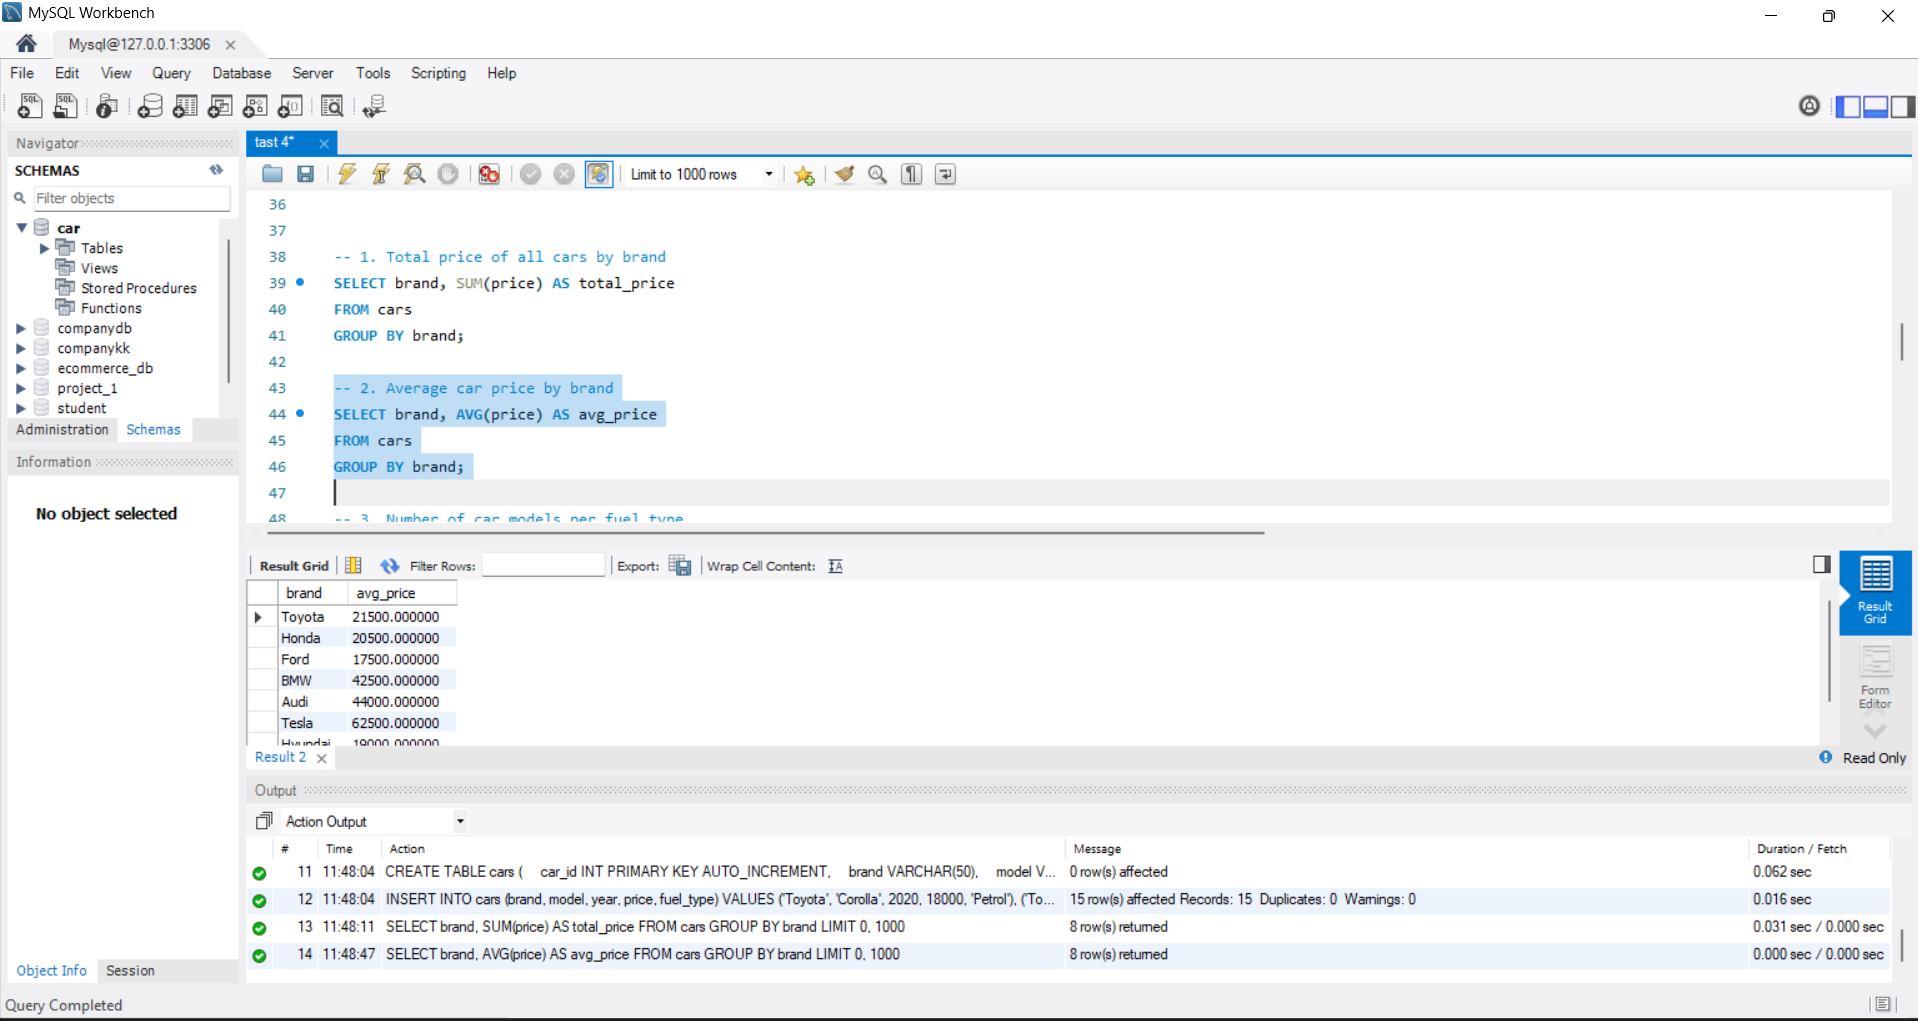 MySQL Workbench
Mysql@127.0.0.1:3306
File Edit View Query Database Server Tools Scripting Help
Navigator
SCHEMAS
Filter objects
car
Tables
Views
Stored Procedures
Functions
companydb
companykk
ecommerce_db
project_1
student
Administration Schemas
Information
No object selected
Object Info Session
tast 4*
Limit to 1000 rows
36
37
38 -- 1. Total price of all cars by brand
39 SELECT brand, SUM(price) AS total_price
40 FROM cars
41 GROUP BY brand;
42
43 -- 2. Average car price by brand
44 SELECT brand, AVG(price) AS avg_price
45 FROM cars
46 GROUP BY brand;
47
48 -- 3. Number of car models per fuel type
Result Grid Filter Rows: Export: Wrap Cell Content:
brand avg_price
Toyota 21500.000000
Honda 20500.000000
Ford 17500.000000
BMW 42500.000000
Audi 44000.000000
Tesla 62500.000000
Hyundai 19000.000000
Result Grid
Form Editor
Result 2
Read Only
Output
Action Output
# Time Action Message Duration / Fetch
11 11:48:04 CREATE TABLE cars ( car_id INT PRIMARY KEY AUTO_INCREMENT, brand VARCHAR(50), model V... 0 row(s) affected 0.062 sec
12 11:48:04 INSERT INTO cars (brand, model, year, price, fuel_type) VALUES ('Toyota', 'Corolla', 2020, 18000, 'Petrol'), ('To... 15 row(s) affected Records: 15 Duplicates: 0 Warnings: 0 0.016 sec
13 11:48:11 SELECT brand, SUM(price) AS total_price FROM cars GROUP BY brand LIMIT 0, 1000 8 row(s) returned 0.031 sec / 0.000 sec
14 11:48:47 SELECT brand, AVG(price) AS avg_price FROM cars GROUP BY brand LIMIT 0, 1000 8 row(s) returned 0.000 sec / 0.000 sec
Query Completed